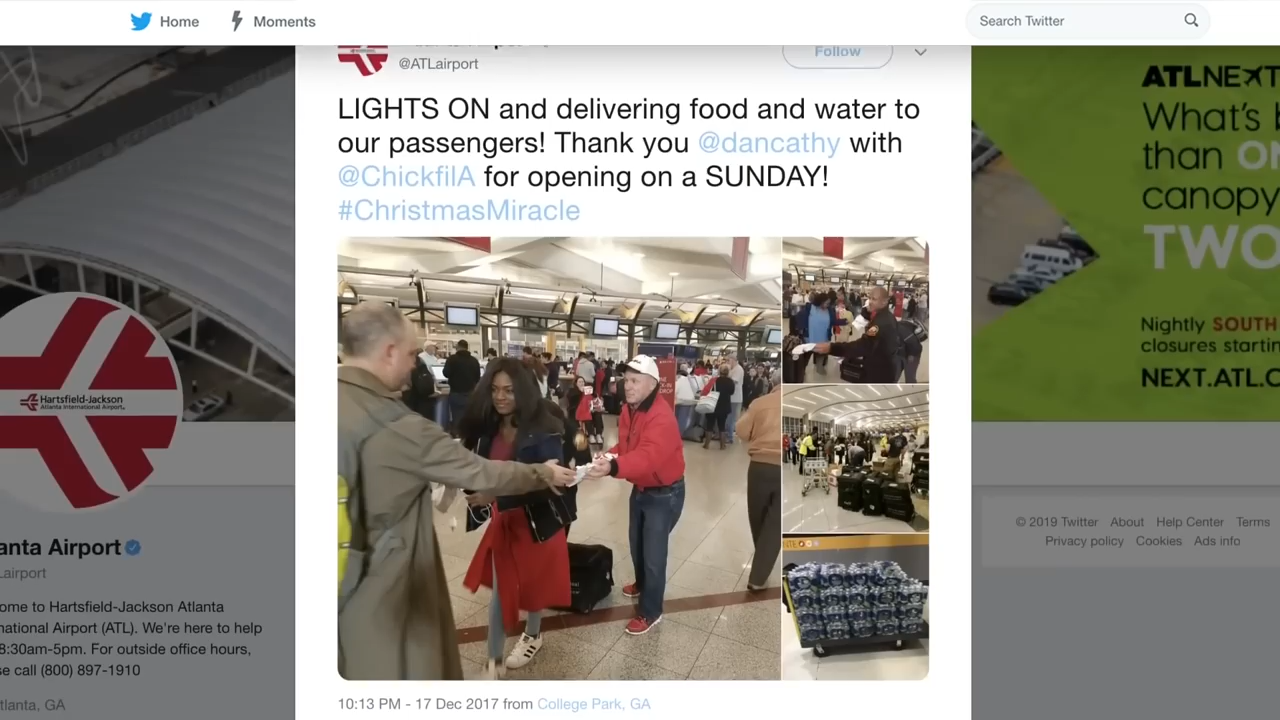 Home
Moments
Search Twitter
@ATLairport
Follow
LIGHTS ON and delivering food and water to
our passengers! Thank you @dancathy with
@ChickfilA for opening on a SUNDAY!
#ChristmasMiracle
10:13 PM - 17 Dec 2017 from College Park, GA
Hartsfield-Jackson
Atlanta International Airport
anta Airport
Lairport
ome to Hartsfield-Jackson Atlanta
national Airport (ATL). We're here to help
8:30am-5pm. For outside office hours,
se call (800) 897-1910
tlanta, GA
ATLNEXT
What's b
than ON
canopy
TWO
Nightly SOUTH
closures startin
NEXT.ATL.C
© 2019 Twitter About Help Center Terms
Privacy policy Cookies Ads info